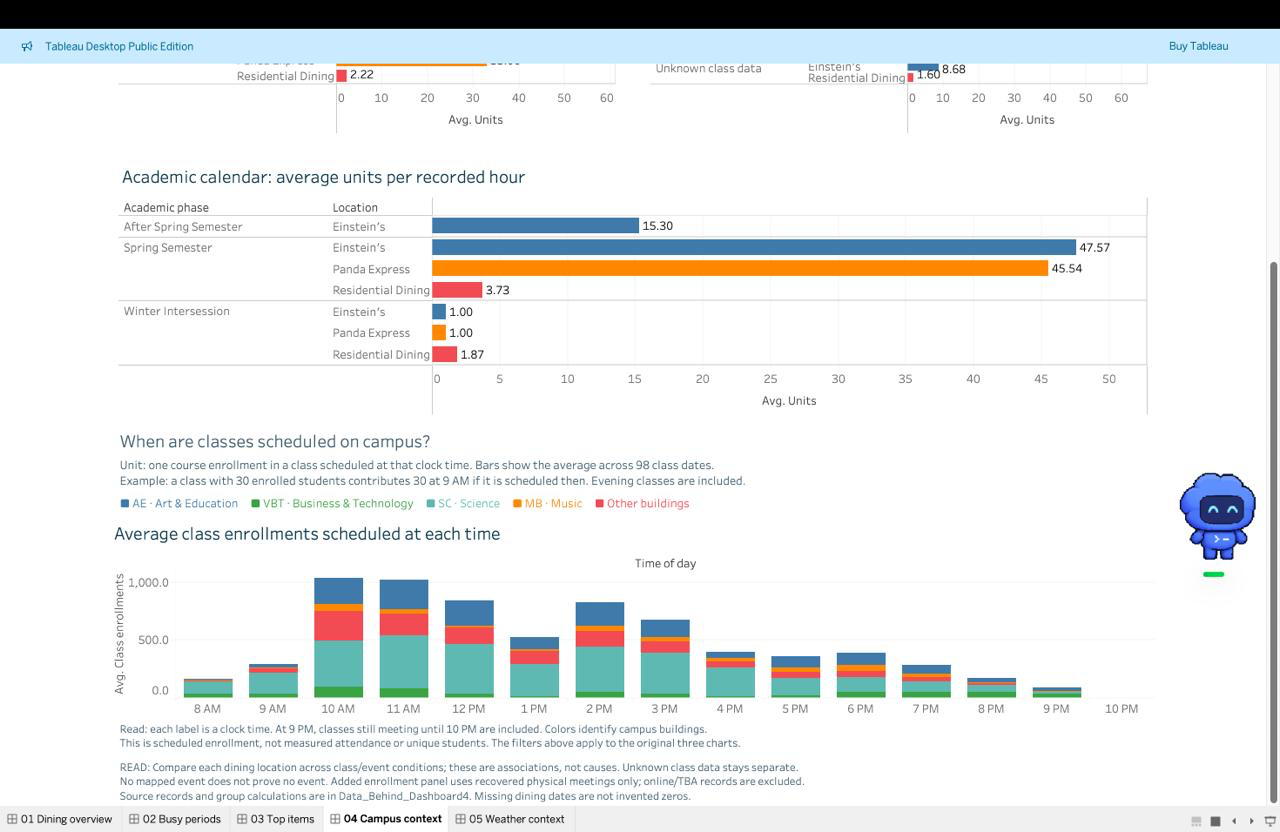 Tableau Desktop Public Edition
Buy Tableau
Residential Dining 2.22
0 10 20 30 40 50 60
Avg. Units
Unknown class data Einstein's 8.68
Residential Dining 1.60
0 10 20 30 40 50 60
Avg. Units
Academic calendar: average units per recorded hour
Academic phase Location
After Spring Semester Einstein's 15.30
Spring Semester Einstein's 47.57
Panda Express 45.54
Residential Dining 3.73
Winter Intersession Einstein's 1.00
Panda Express 1.00
Residential Dining 1.87
0 5 10 15 20 25 30 35 40 45 50
Avg. Units
When are classes scheduled on campus?
Unit: one course enrollment in a class scheduled at that clock time. Bars show the average across 98 class dates.
Example: a class with 30 enrolled students contributes 30 at 9 AM if it is scheduled then. Evening classes are included.
AE · Art & Education VBT · Business & Technology SC · Science MB · Music Other buildings
Average class enrollments scheduled at each time
Time of day
Avg. Class enrollments
1,000.0
500.0
0.0
8 AM 9 AM 10 AM 11 AM 12 PM 1 PM 2 PM 3 PM 4 PM 5 PM 6 PM 7 PM 8 PM 9 PM 10 PM
Read: each label is a clock time. At 9 PM, classes still meeting until 10 PM are included. Colors identify campus buildings.
This is scheduled enrollment, not measured attendance or unique students. The filters above apply to the original three charts.
READ: Compare each dining location across class/event conditions; these are associations, not causes. Unknown class data stays separate.
No mapped event does not prove no event. Added enrollment panel uses recovered physical meetings only; online/TBA records are excluded.
Source records and group calculations are in Data_Behind_Dashboard4. Missing dining dates are not invented zeros.
01 Dining overview 02 Busy periods 03 Top items 04 Campus context 05 Weather context